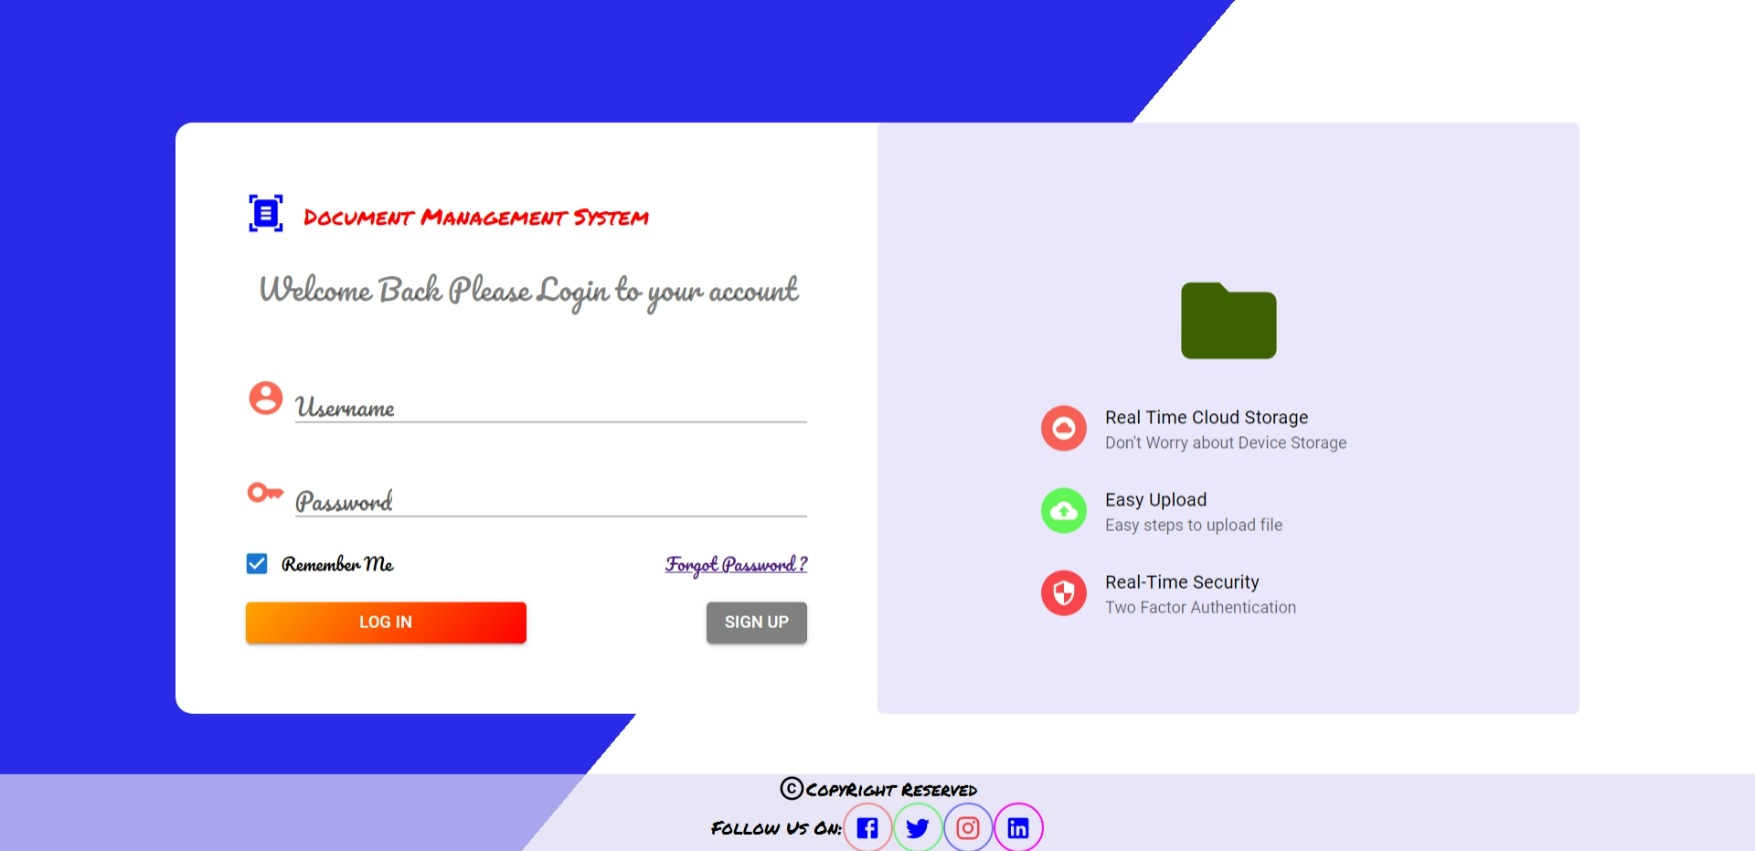 Document Management System
Welcome Back Please Login to your account
Username
Password
Remember Me
Forgot Password ?
LOG IN
SIGN UP
Real Time Cloud Storage
Don't Worry about Device Storage
Easy Upload
Easy steps to upload file
Real-Time Security
Two Factor Authentication
© CopyRight Reserved
Follow Us On: